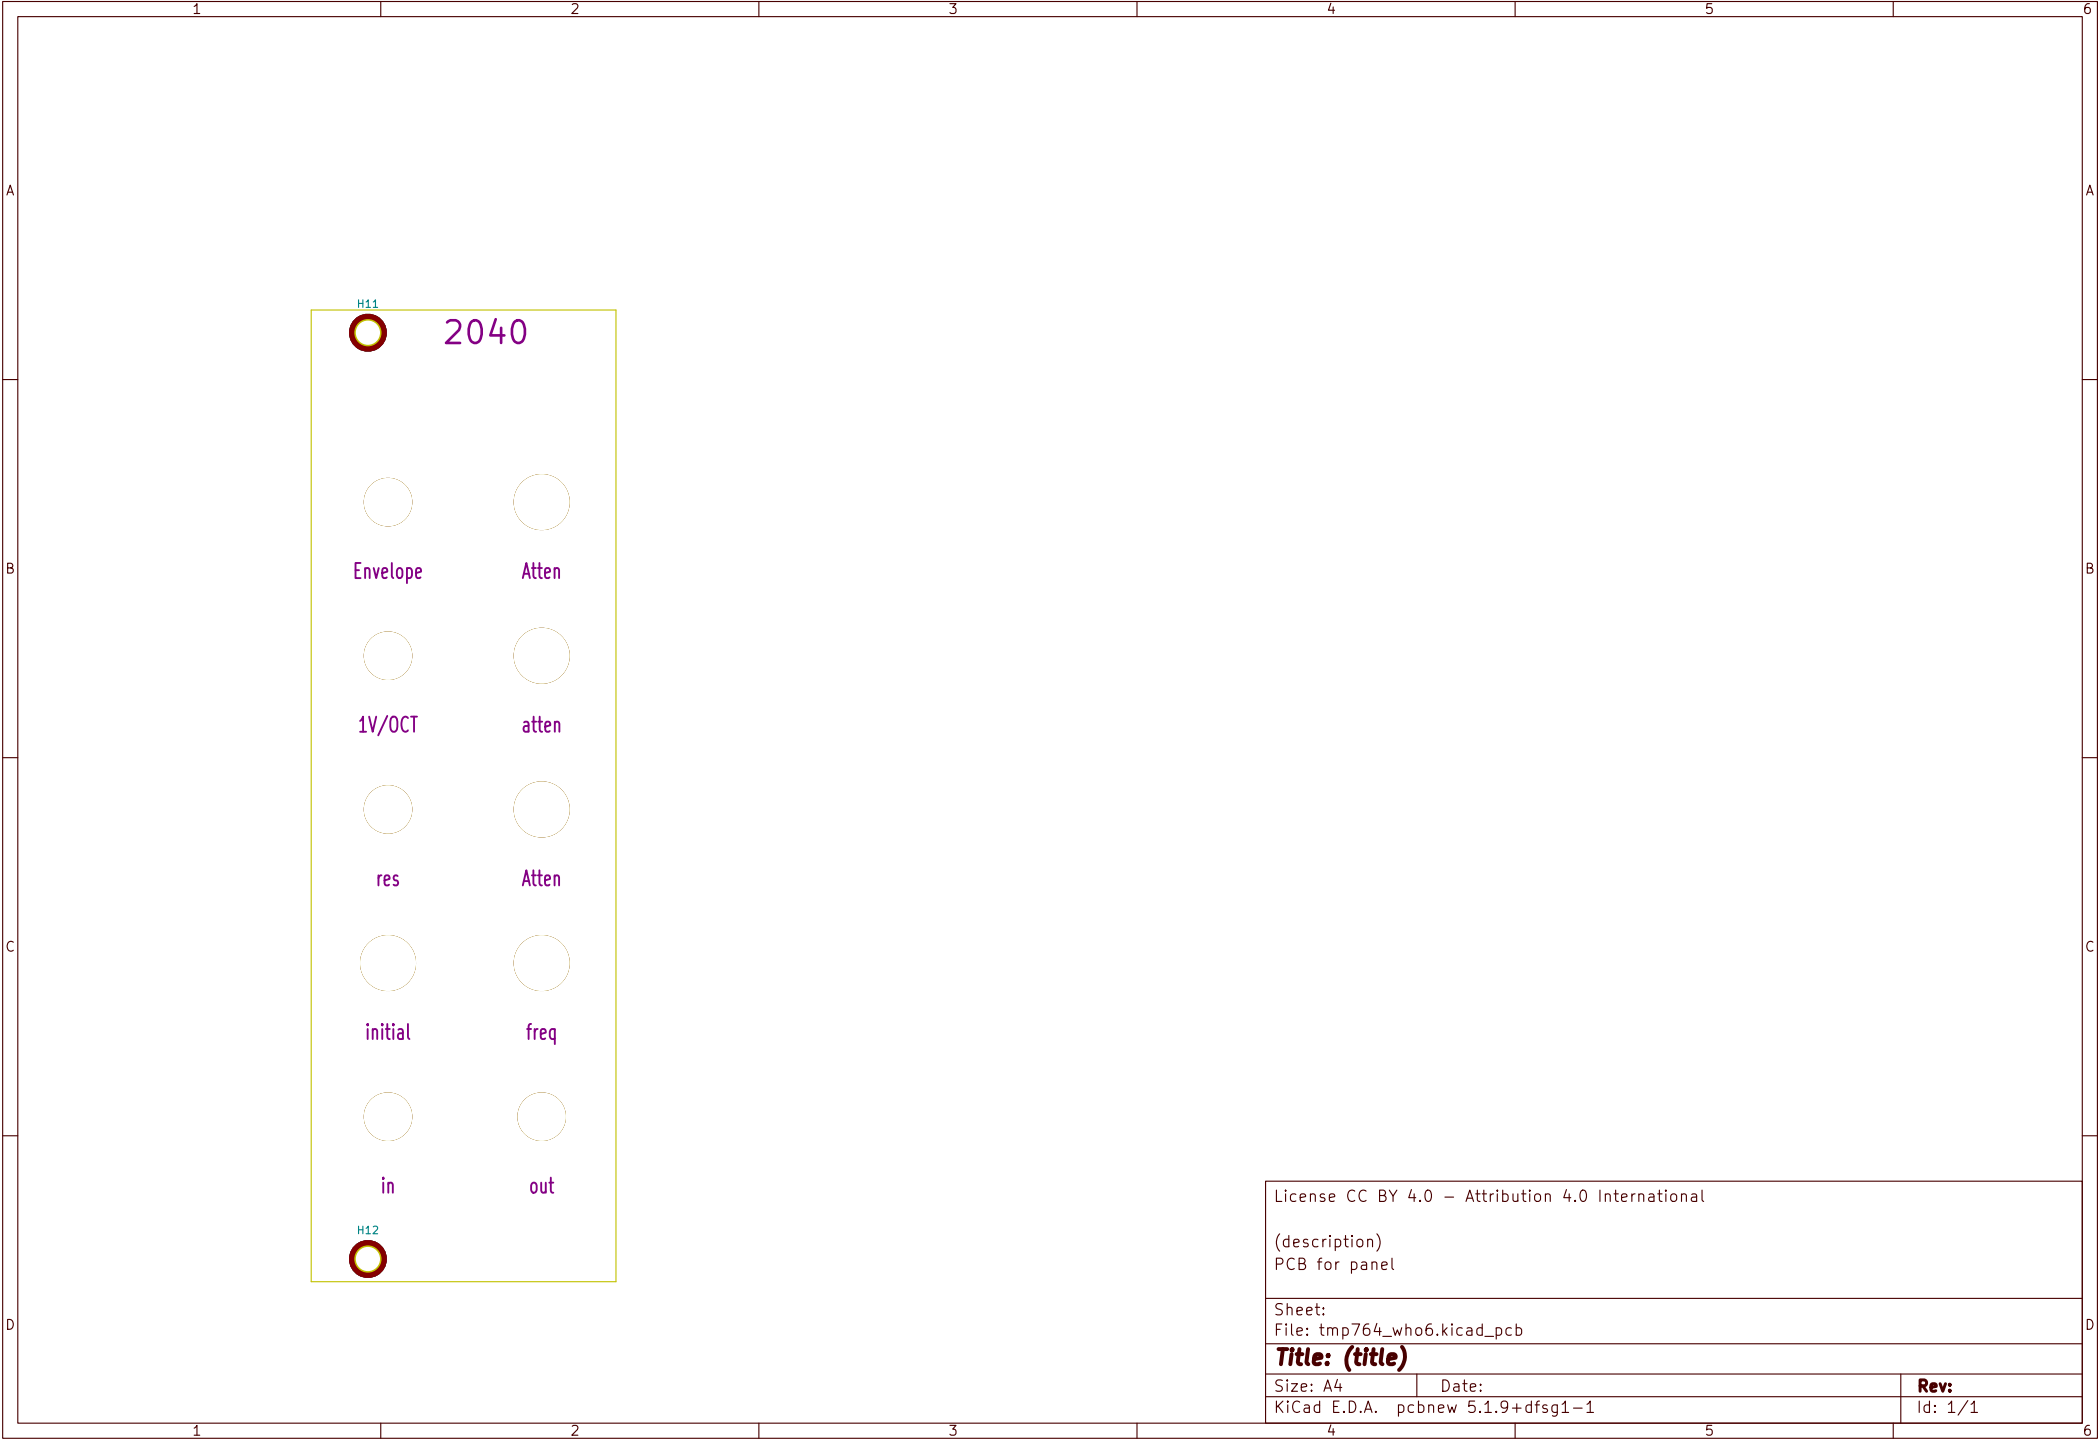 1 2 3 4 5 6
A A
H11
2040
Envelope Atten
B B
1V/OCT atten
res Atten
C C
initial freq
in out
H12
License CC BY 4.0 - Attribution 4.0 International
(description)
PCB for panel
Sheet:
D D
File: tmp764_who6.kicad_pcb
Title: (title)
Size: A4 Date: Rev:
KiCad E.D.A. pcbnew 5.1.9+dfsg1-1 Id: 1/1
1 2 3 4 5 6